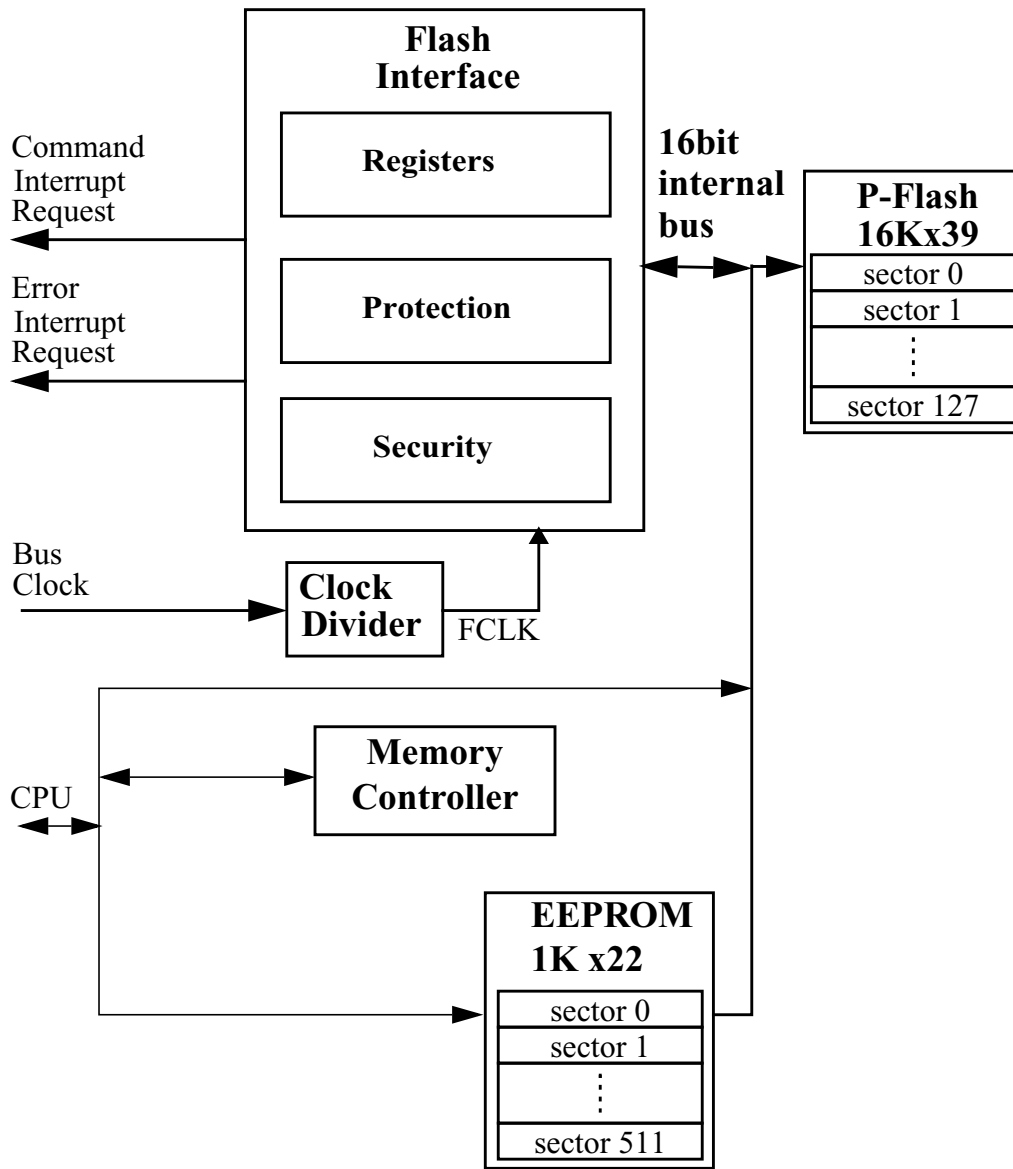 Flash
Interface
Registers
Protection
Security
Command
Interrupt
Request
Error
Interrupt
Request
16bit
internal
bus
P-Flash
16Kx39
sector 0
sector 1
sector 127
Bus
Clock
Clock
Divider
FCLK
Memory
Controller
CPU
EEPROM
1K x22
sector 0
sector 1
sector 511